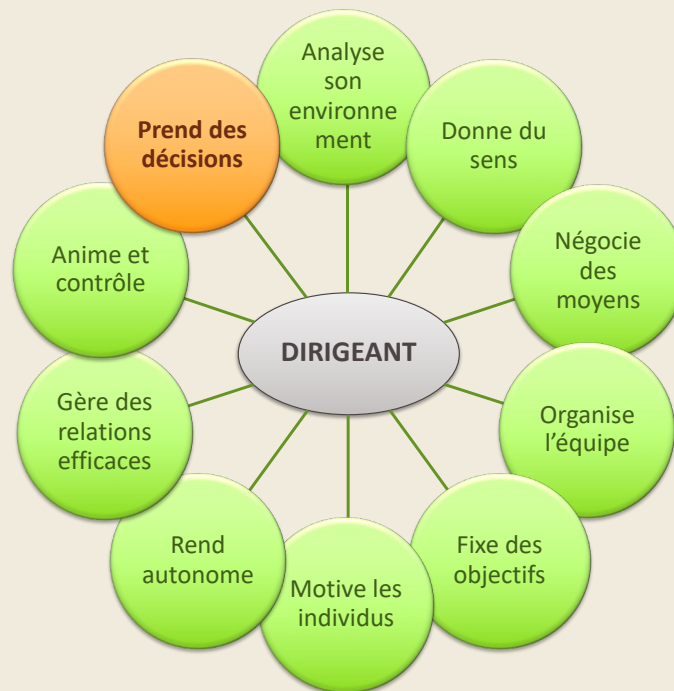 Analyse
son
environne
ment
Donne du
sens
Négocie
des
moyens
Organise
l’équipe
Fixe des
objectifs
Motive les
individus
Rend
autonome
Gère des
relations
efficaces
Anime et
contrôle
Prend des
décisions
DIRIGEANT